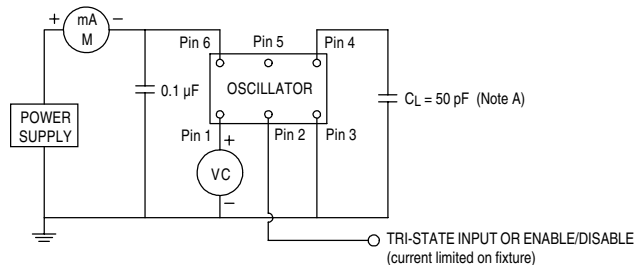 + mA −
M
Pin 6 Pin 5 Pin 4
0.1 µF
OSCILLATOR
CL = 50 pF (Note A)
POWER
SUPPLY
Pin 1 + Pin 2 Pin 3
VC
−
TRI-STATE INPUT OR ENABLE/DISABLE
(current limited on fixture)